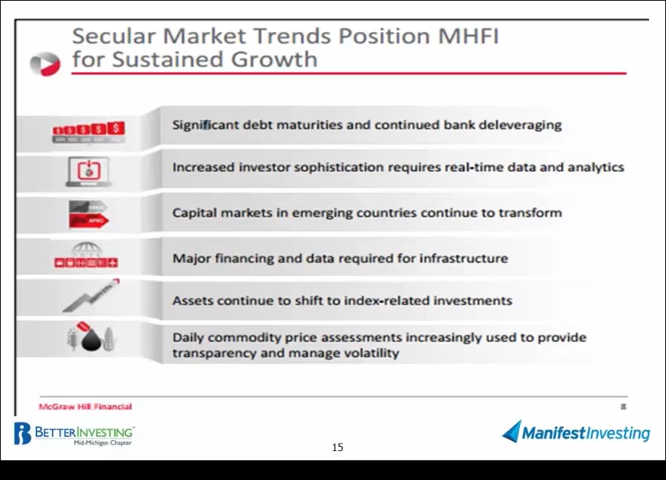 Secular Market Trends Position MHFI
for Sustained Growth
Significant debt maturities and continued bank deleveraging
Increased investor sophistication requires real-time data and analytics
Capital markets in emerging countries continue to transform
Major financing and data required for infrastructure
Assets continue to shift to index-related investments
Daily commodity price assessments increasingly used to provide
transparency and manage volatility
McGraw Hill Financial
8
BETTERINVESTING™
Mid-Michigan Chapter
15
ManifestInvesting